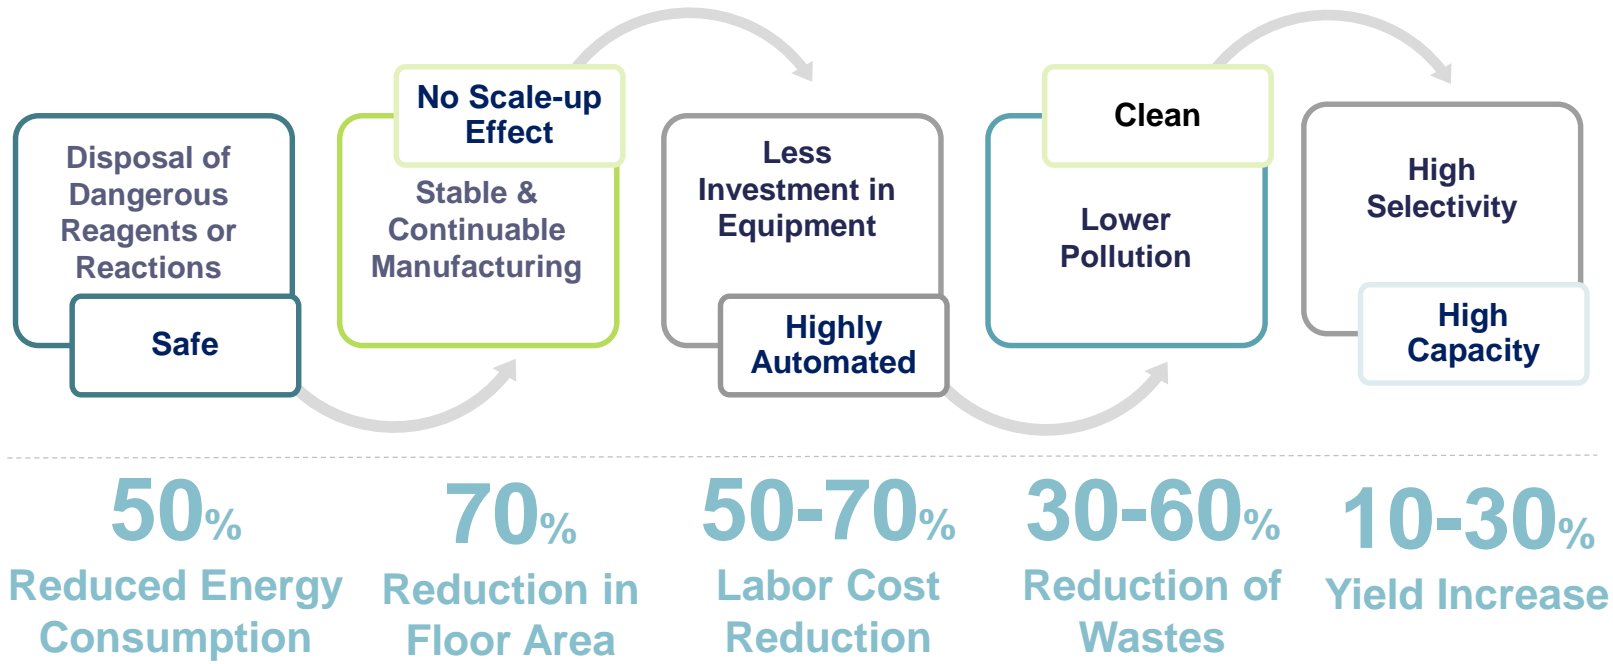 Disposal of
Dangerous
Reagents or
Reactions
Safe
No Scale-up
Effect
Stable &
Continuable
Manufacturing
Less
Investment in
Equipment
Highly
Automated
Clean
Lower
Pollution
High
Selectivity
High
Capacity
50%
Reduced Energy
Consumption
70%
Reduction in
Floor Area
50-70%
Labor Cost
Reduction
30-60%
Reduction of
Wastes
10-30%
Yield Increase